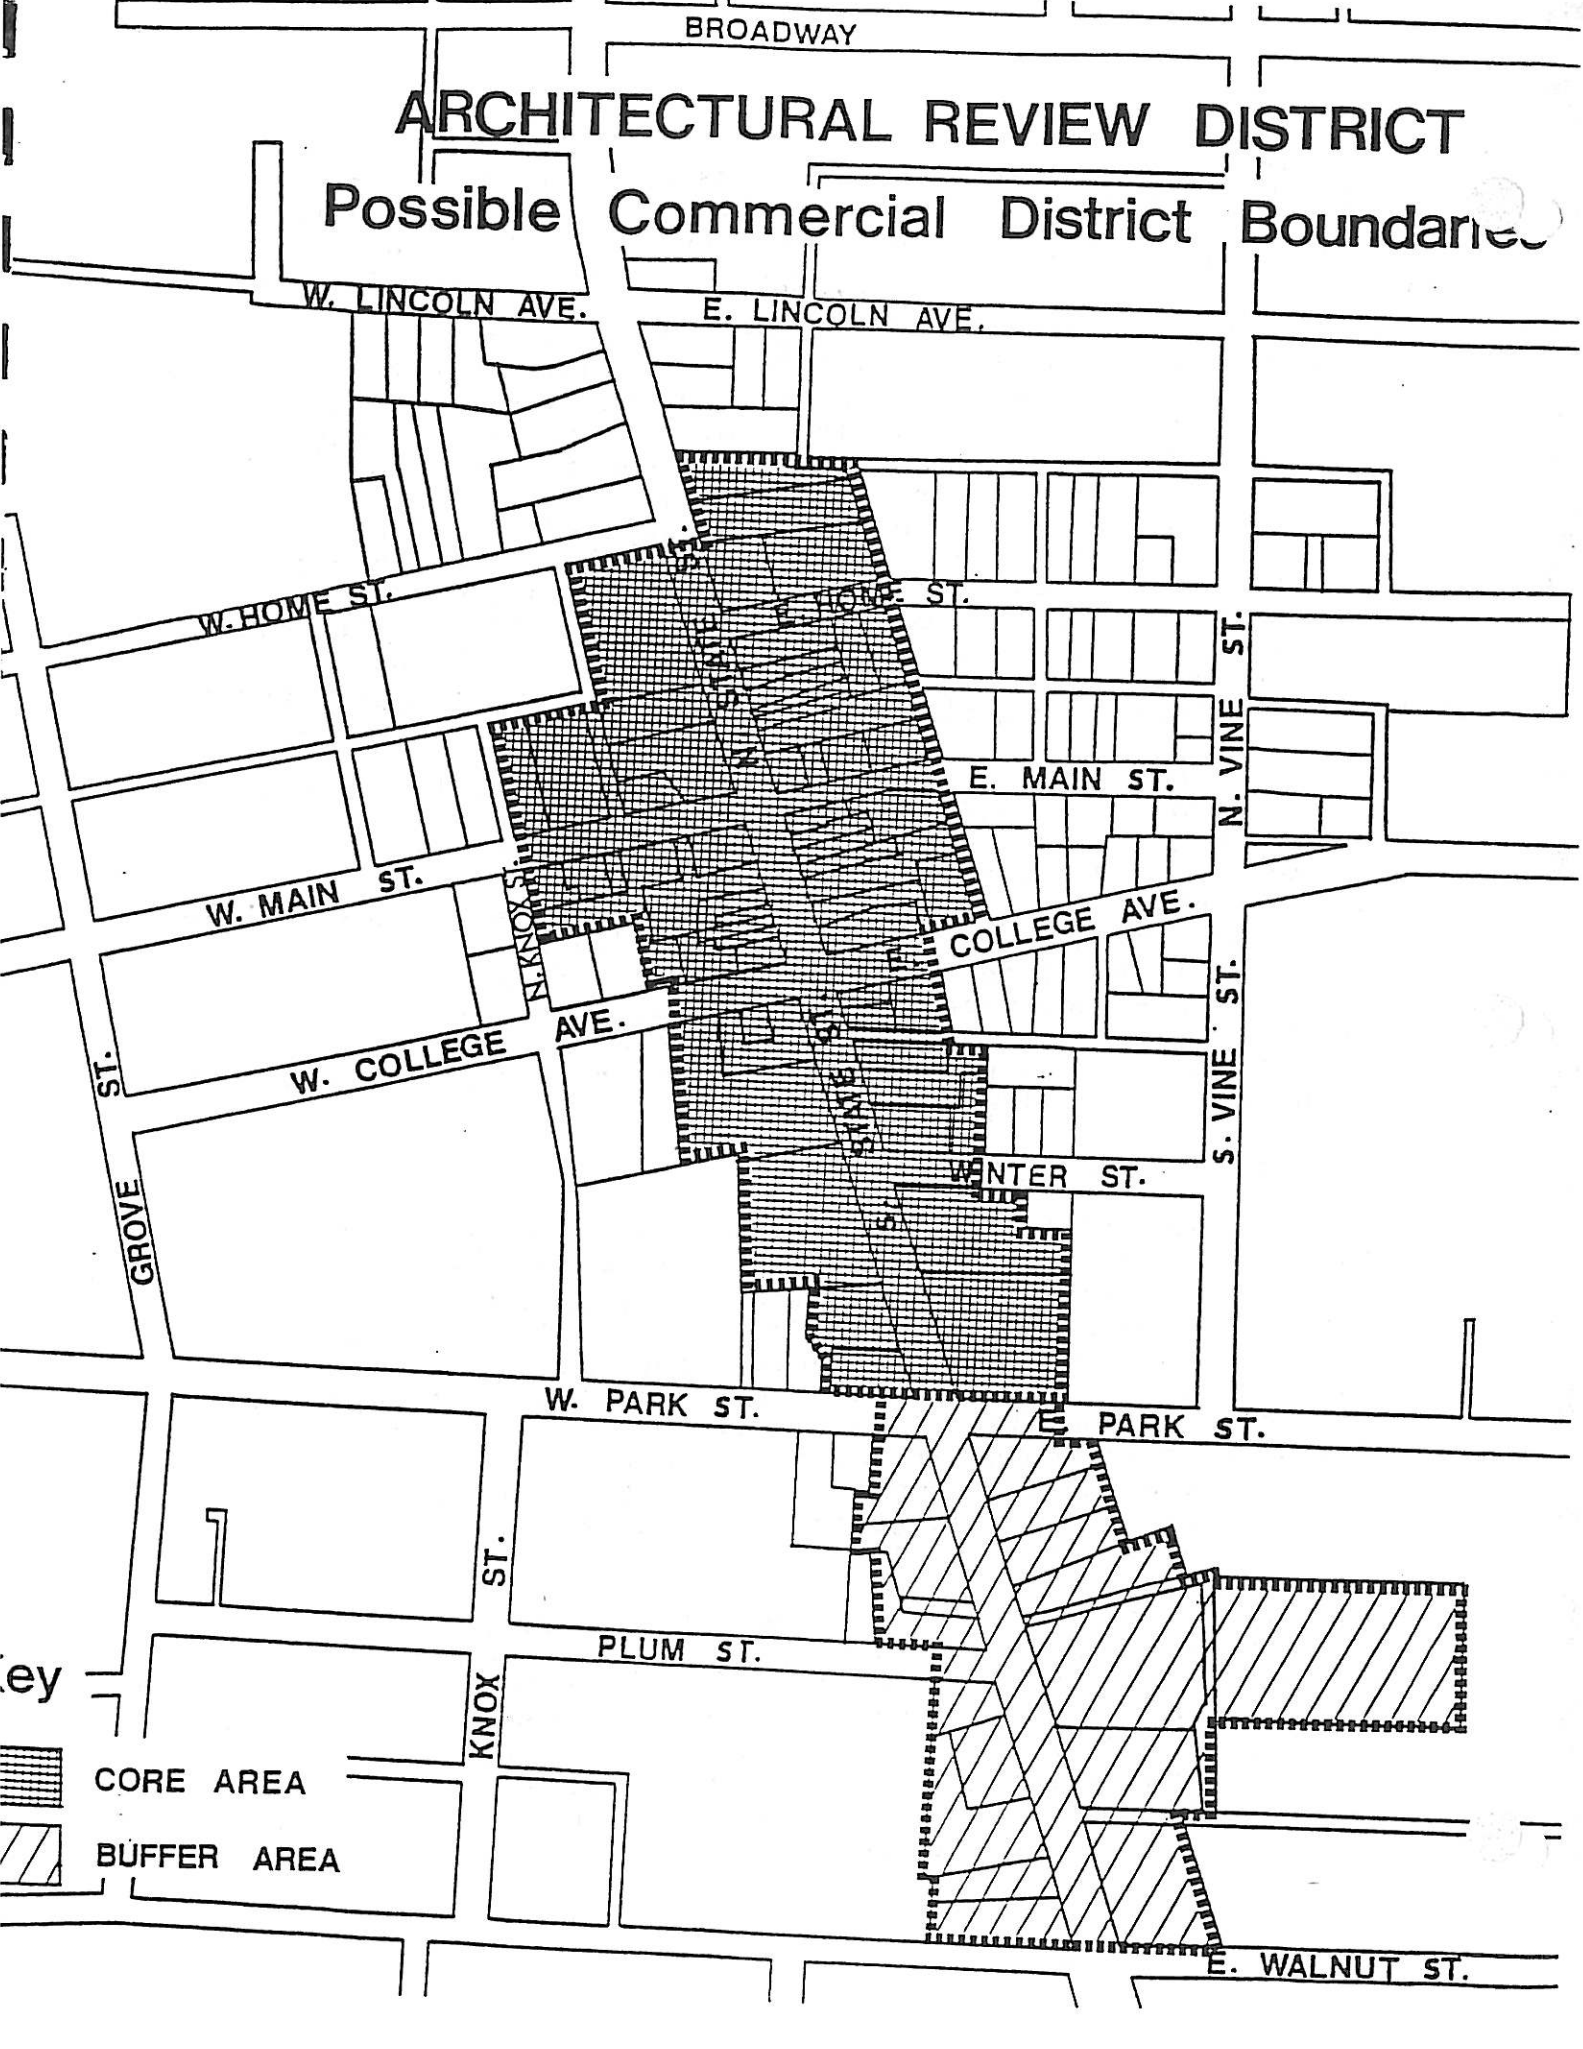 BROADWAY
ARCHITECTURAL REVIEW DISTRICT
Possible Commercial District Boundaries
W. LINCOLN AVE.
E. LINCOLN AVE.
W. HOME ST.
E. HOME ST.
N. STATE ST.
N. VINE ST.
E. MAIN ST.
W. MAIN ST.
N. KNOX S.
E. COLLEGE AVE.
W. COLLEGE AVE.
S. STATE ST.
S. VINE ST.
WINTER ST.
GROVE ST.
W. PARK ST.
E. PARK ST.
KNOX ST.
PLUM ST.
Key
CORE AREA
BUFFER AREA
E. WALNUT ST.